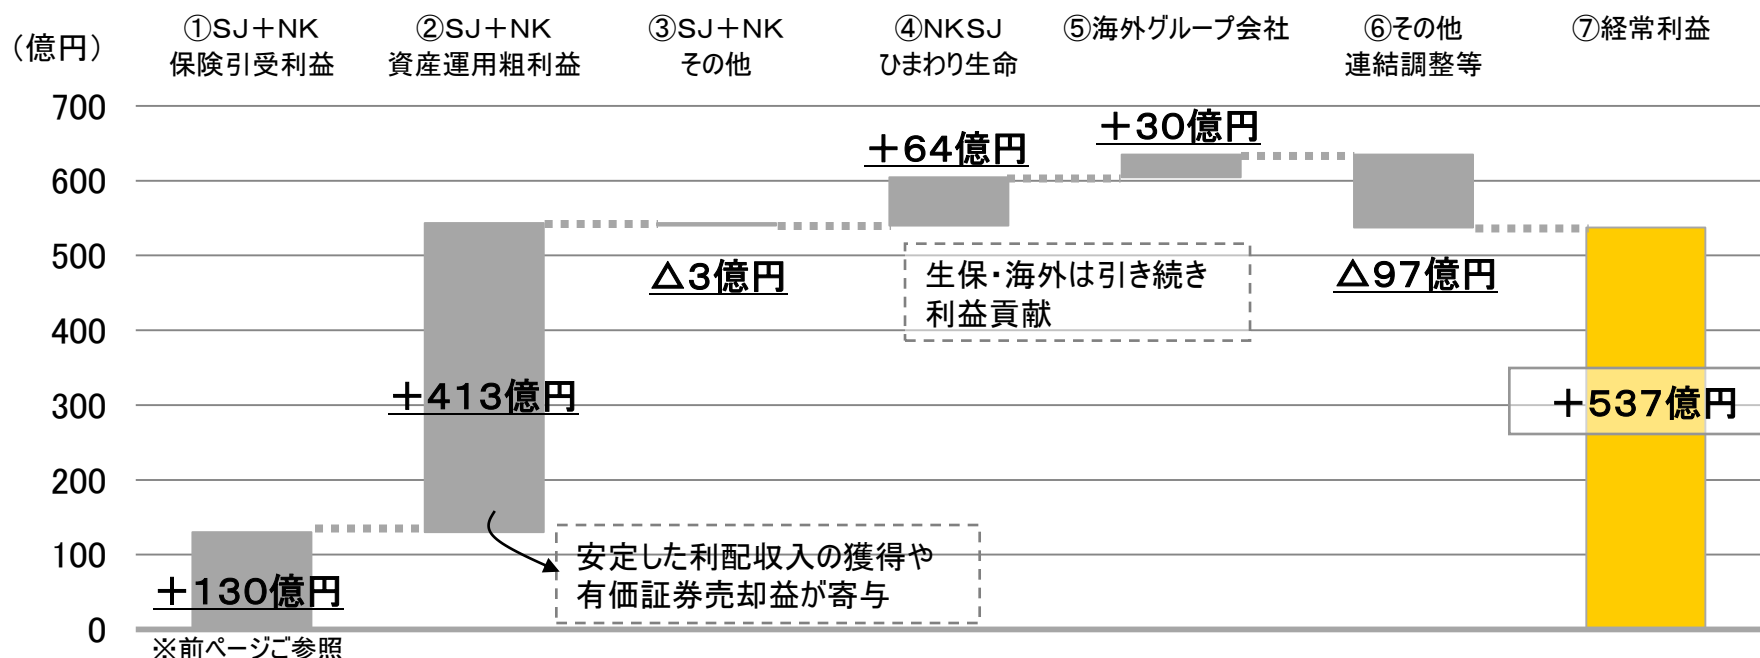 (億円)
①SJ+NK
保険引受利益
②SJ+NK
資産運用粗利益
③SJ+NK
その他
④NKSJ
ひまわり生命
⑤海外グループ会社
⑥その他
連結調整等
⑦経常利益
700
600
500
400
300
200
100
0
+130億円
+413億円
△3億円
+64億円
+30億円
△97億円
+537億円
生保・海外は引き続き
利益貢献
安定した利配収入の獲得や
有価証券売却益が寄与
※前ページご参照